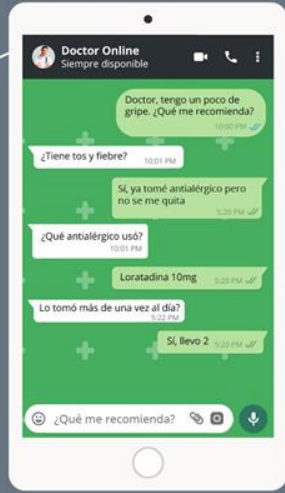 Doctor Online
Siempre disponible
Doctor, tengo un poco de
gripe. ¿Qué me recomienda?
10:00 PM
¿Tiene tos y fiebre?
10:01 PM
Sí, ya tomé antialérgico pero
no se me quita
5:20 PM
¿Qué antialérgico usó?
10:01 PM
Loratadina 10mg
5:20 PM
Lo tomó más de una vez al día?
5:22 PM
Sí, llevo 2
5:20 PM
¿Qué me recomienda?